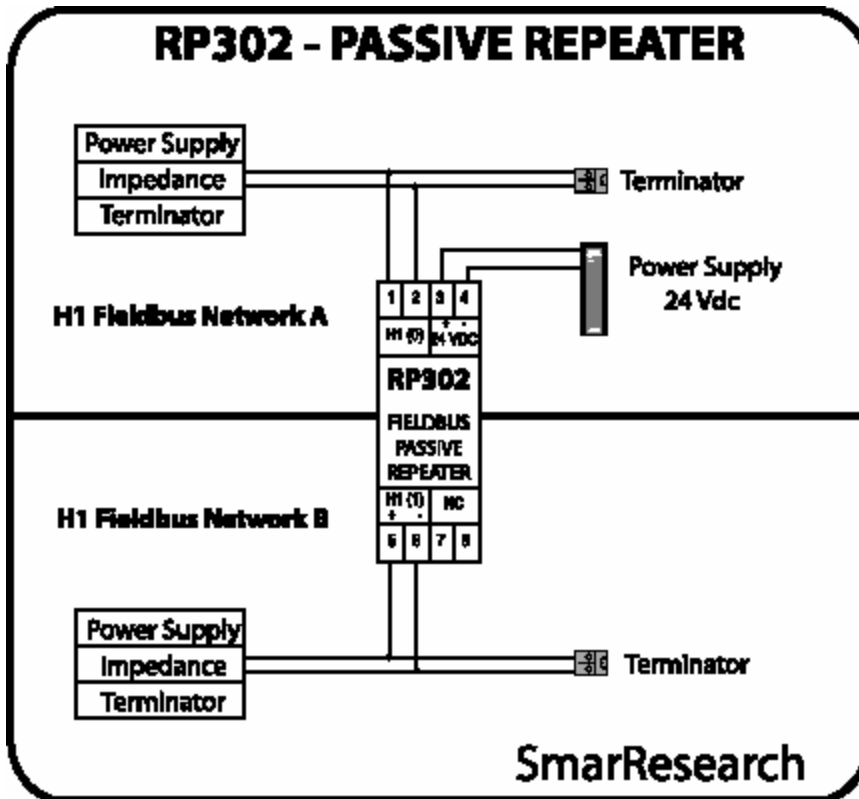 RP302 - PASSIVE REPEATER
Power Supply
Impedance
Terminator
Terminator
Power Supply
24 Vdc
H1 Fieldbus Network A
1 2 3 4
+ -
H1 (0) 24 VDC
RP302
FIELDBUS
PASSIVE
REPEATER
H1 (1) NC
+ -
5 6 7 8
H1 Fieldbus Network B
Power Supply
Impedance
Terminator
Terminator
SmarResearch